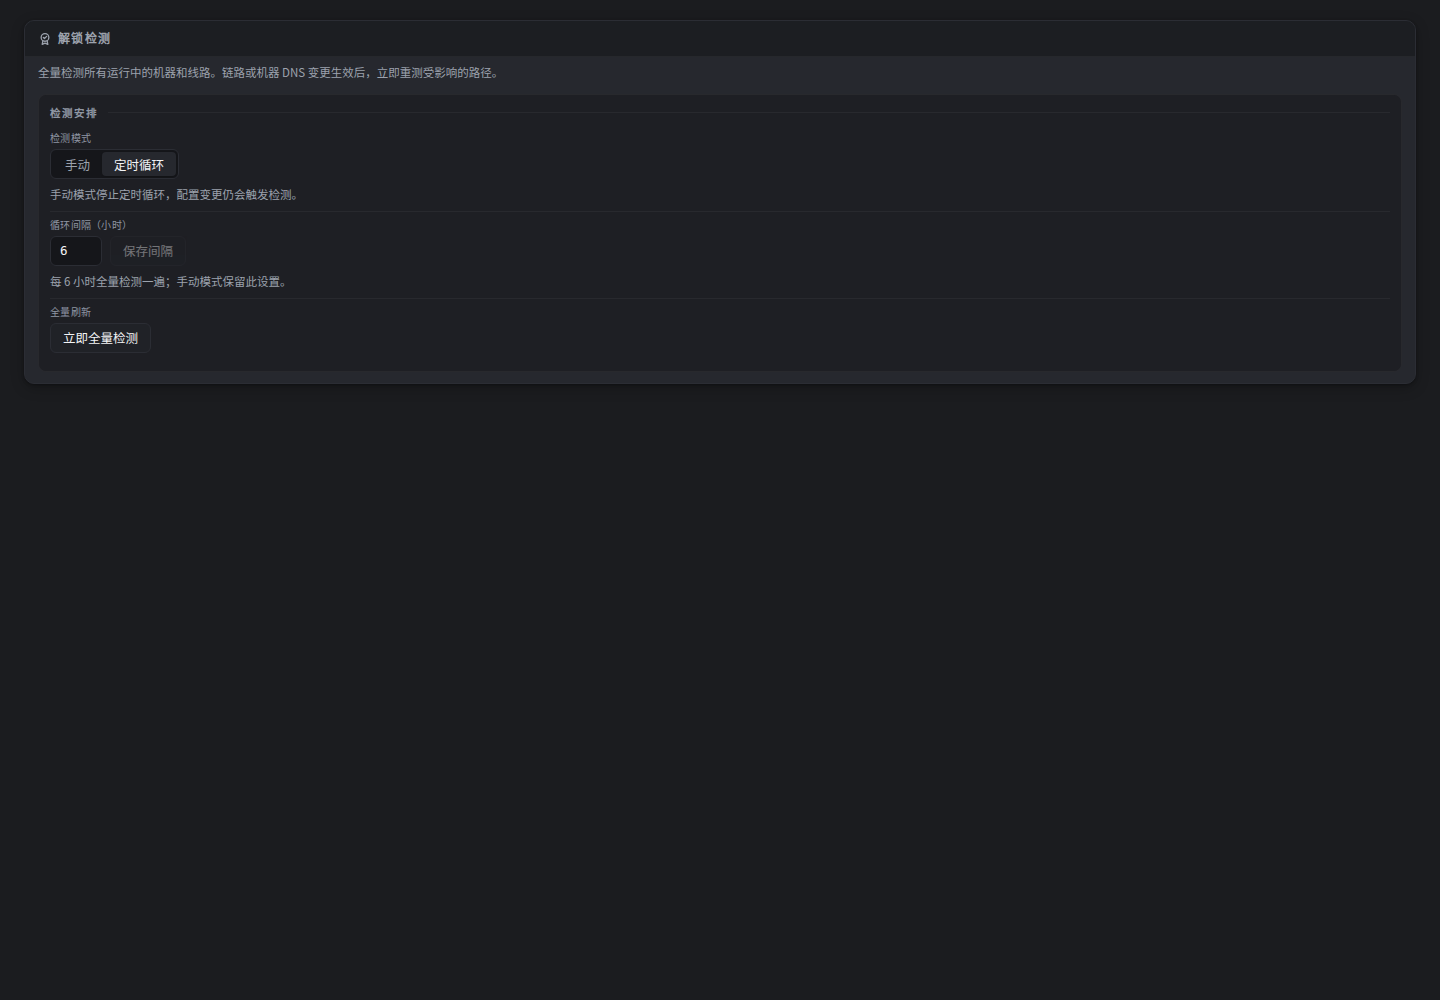 解锁检测
全量检测所有运行中的机器和线路。链路或机器 DNS 变更生效后，立即重测受影响的路径。
检测安排
检测模式
手动 定时循环
手动模式停止定时循环，配置变更仍会触发检测。
循环间隔（小时）
6 保存间隔
每 6 小时全量检测一遍；手动模式保留此设置。
全量刷新
立即全量检测